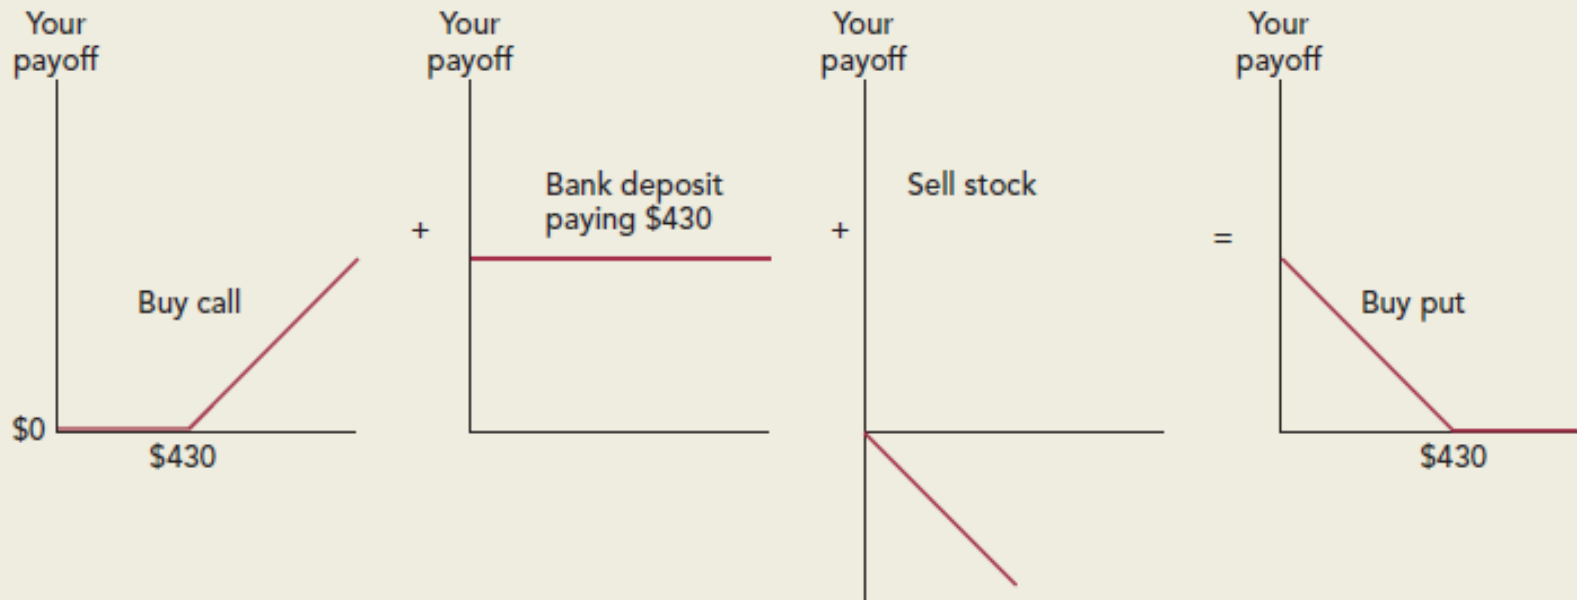 Your
payoff
Your
payoff
Your
payoff
Your
payoff
Bank deposit
paying $430
Sell stock
+
+
=
Buy call
Buy put
$0
$430
$430